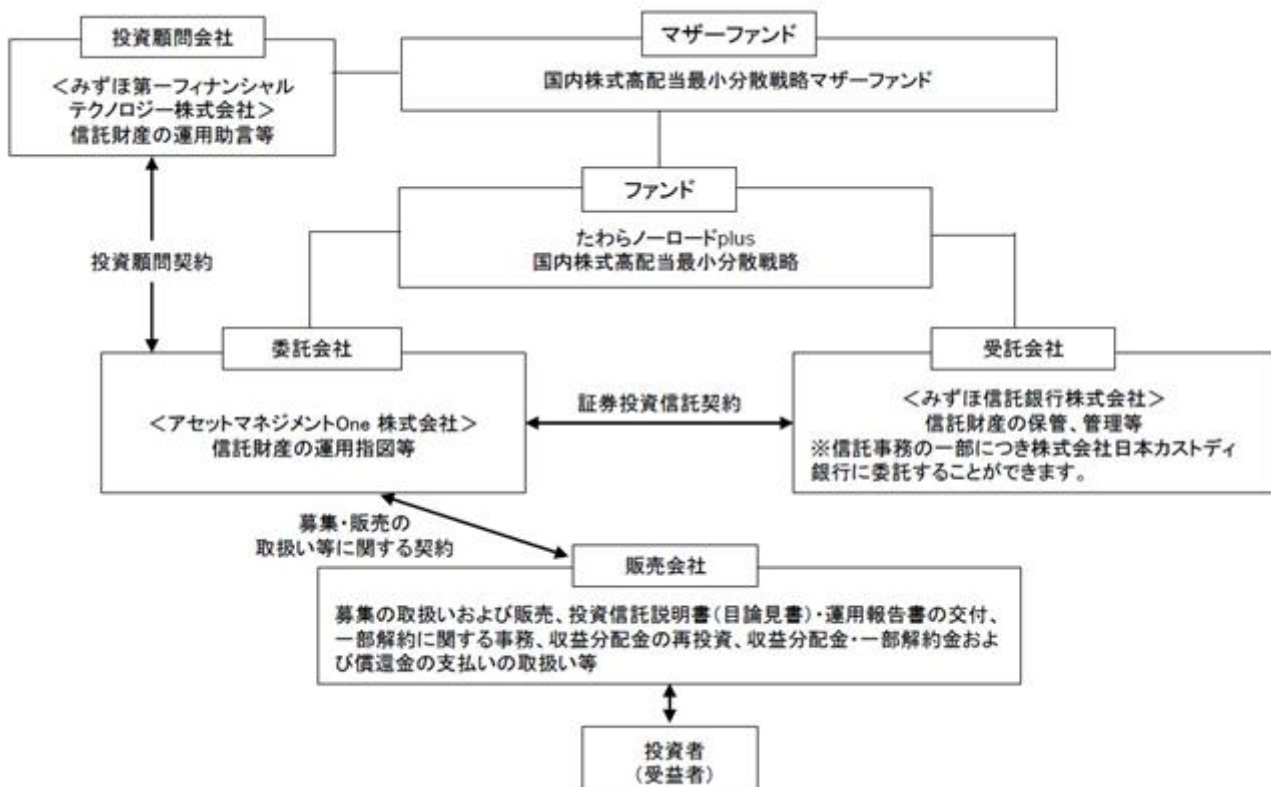 投資顧問会社
<みずほ第一フィナンシャル
テクノロジー株式会社>
信託財産の運用助言等
マザーファンド
国内株式高配当最小分散戦略マザーファンド
ファンド
たわらノーロードplus
国内株式高配当最小分散戦略
投資顧問契約
委託会社
<アセットマネジメントOne 株式会社>
信託財産の運用指図等
証券投資信託契約
受託会社
<みずほ信託銀行株式会社>
信託財産の保管、管理等
※信託事務の一部につき株式会社日本カストディ
銀行に委託することができます。
募集・販売の
取扱い等に関する契約
販売会社
募集の取扱いおよび販売、投資信託説明書(目論見書)・運用報告書の交付、
一部解約に関する事務、収益分配金の再投資、収益分配金・一部解約金およ
び償還金の支払いの取扱い等
投資者
(受益者)